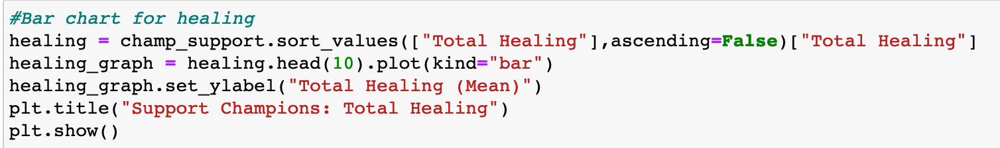 #Bar chart for healing
healing = champ_support.sort_values(["Total Healing"],ascending=False)["Total Healing"]
healing_graph = healing.head(10).plot(kind="bar")
healing_graph.set_ylabel("Total Healing (Mean)")
plt.title("Support Champions: Total Healing")
plt.show()